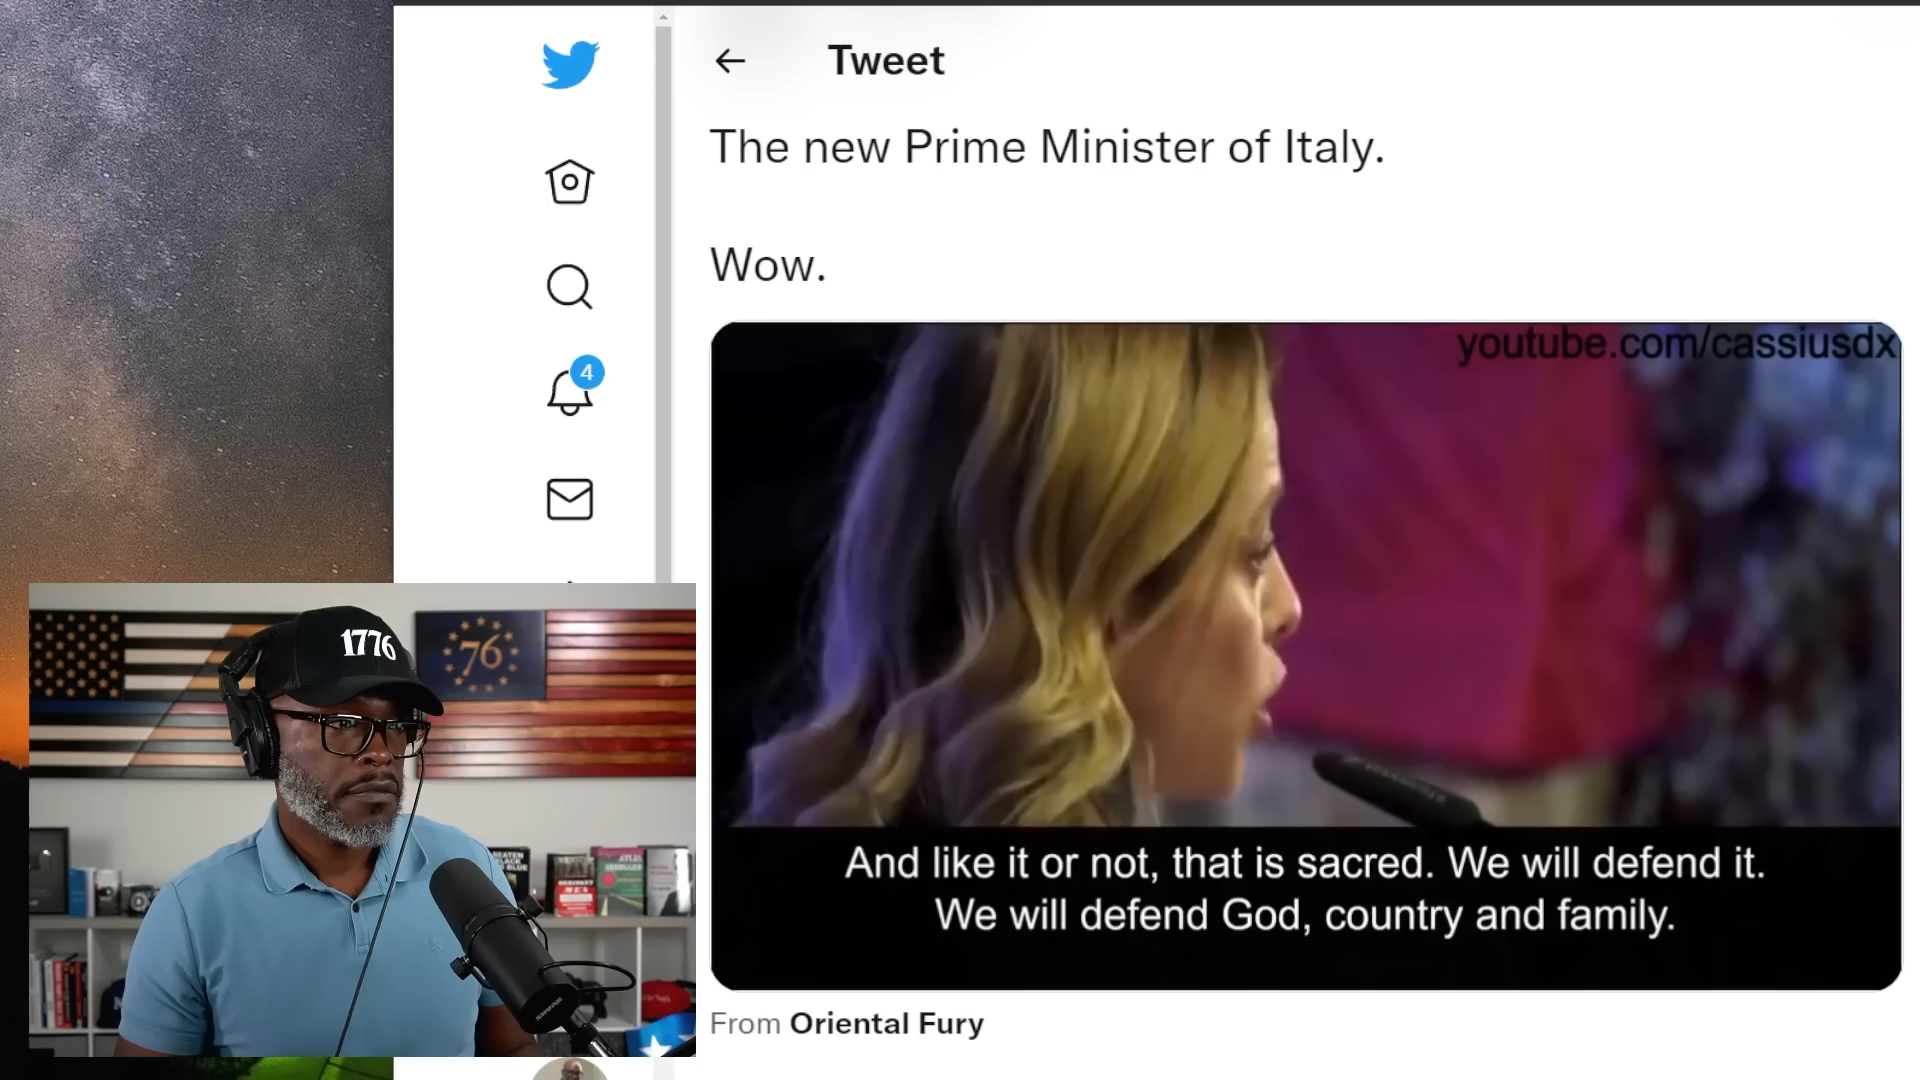 Tweet
The new Prime Minister of Italy.
Wow.
4
youtube.com/cassiusdx
And like it or not, that is sacred. We will defend it.
We will defend God, country and family.
From Oriental Fury
1776
76